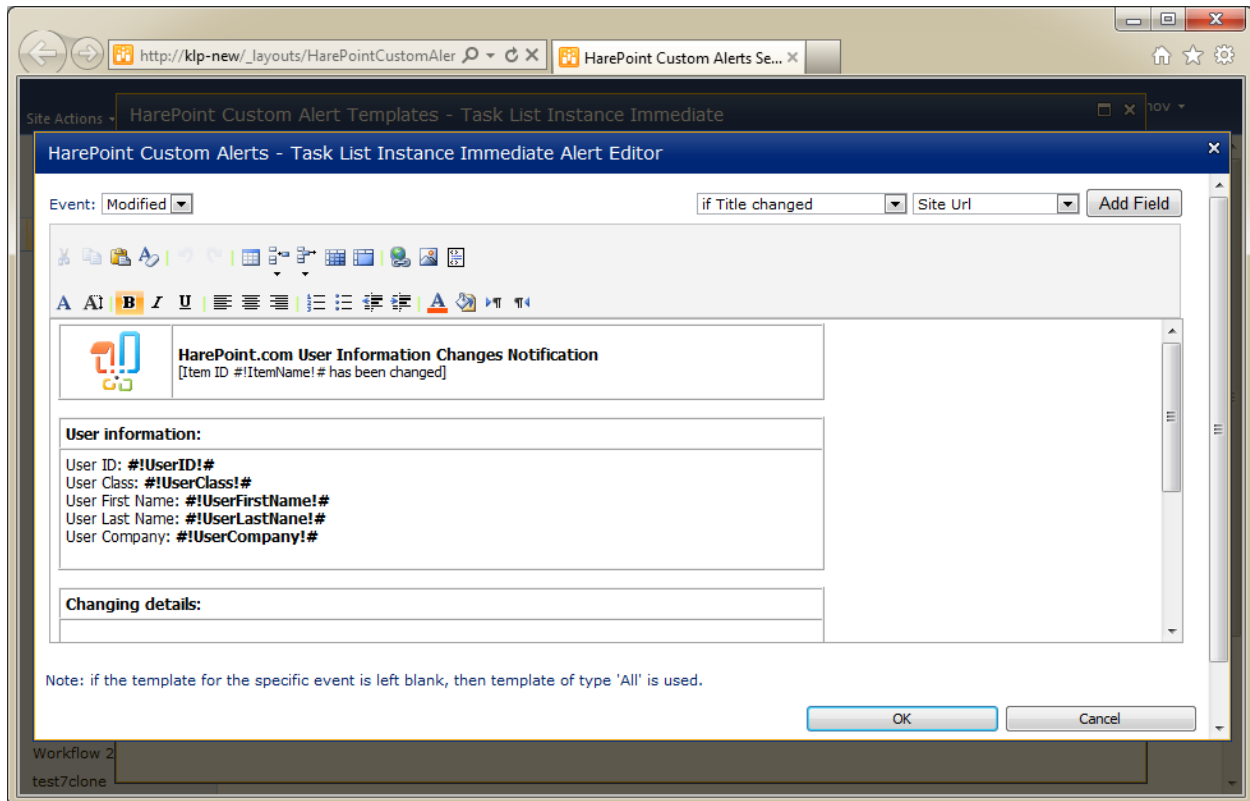 http://klp-new/_layouts/HarePointCustomAler
HarePoint Custom Alerts Se...
Site Actions
HarePoint Custom Alert Templates - Task List Instance Immediate
nov
HarePoint Custom Alerts - Task List Instance Immediate Alert Editor
Event: Modified if Title changed Site Url Add Field
A A B I U A
HarePoint.com User Information Changes Notification
[Item ID #!ItemName!# has been changed]
User information:
User ID: #!UserID!#
User Class: #!UserClass!#
User First Name: #!UserFirstName!#
User Last Name: #!UserLastNane!#
User Company: #!UserCompany!#
Changing details:
Note: if the template for the specific event is left blank, then template of type 'All' is used.
OK Cancel
Workflow 2
test7clone